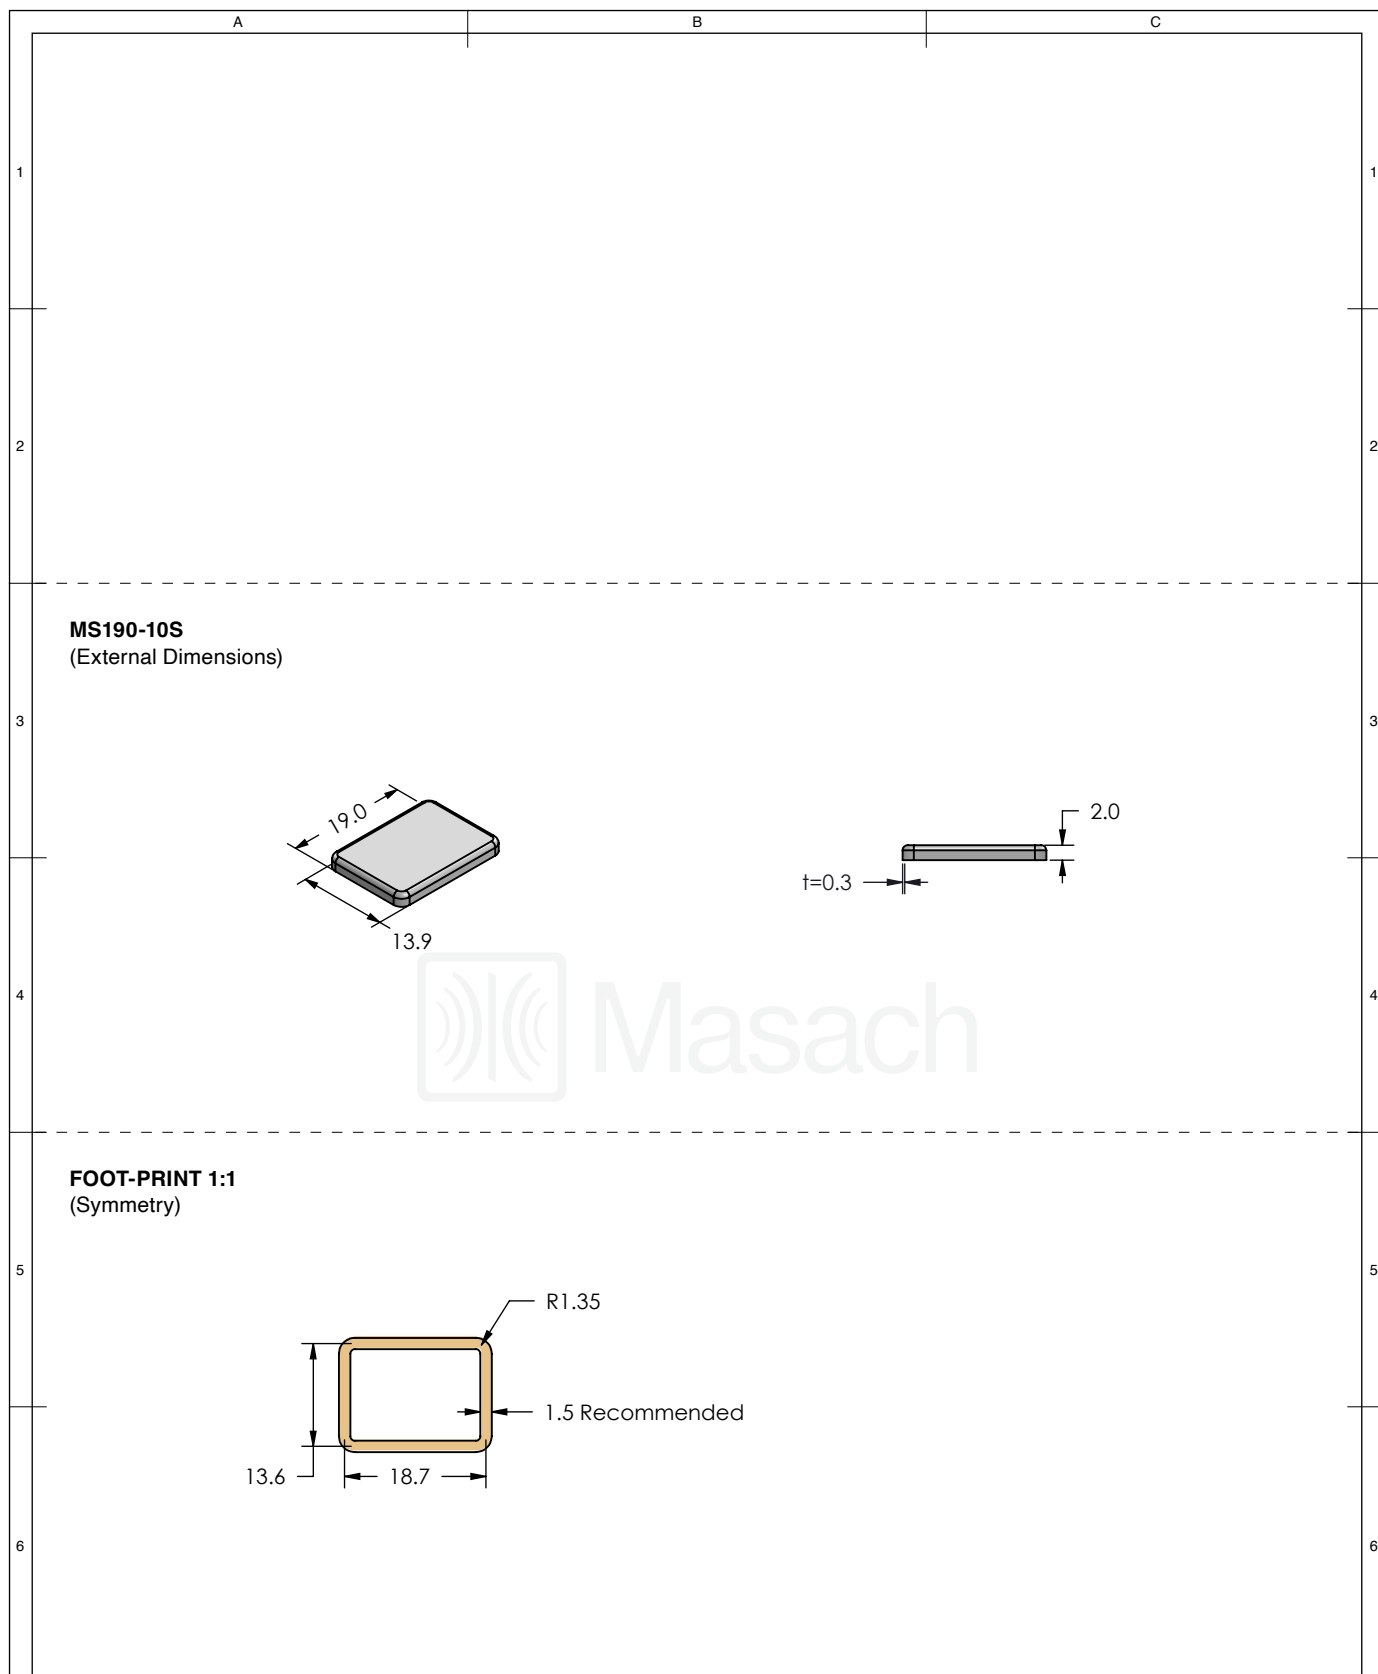 A B C
1 1
2 2
MS190-10S
(External Dimensions)
3 3
19.0
13.9
2.0
t=0.3
Masach
4 4
FOOT-PRINT 1:1
(Symmetry)
5 5
R1.35
1.5 Recommended
13.6
18.7
6 6